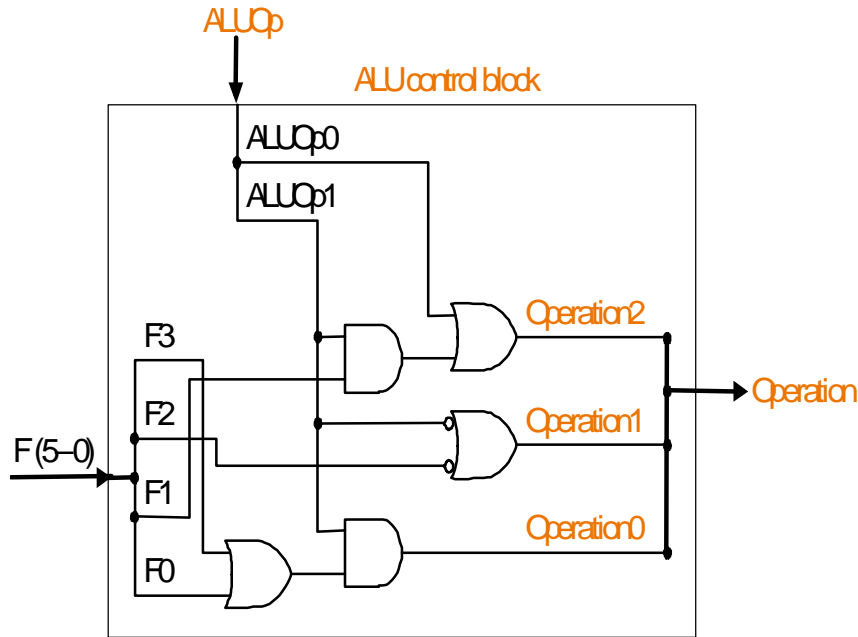 ALUOp
ALU control block
ALUOp0
ALUOp1
Operation2
F3
Operation
F2
Operation1
F(5–0)
F1
Operation0
F0